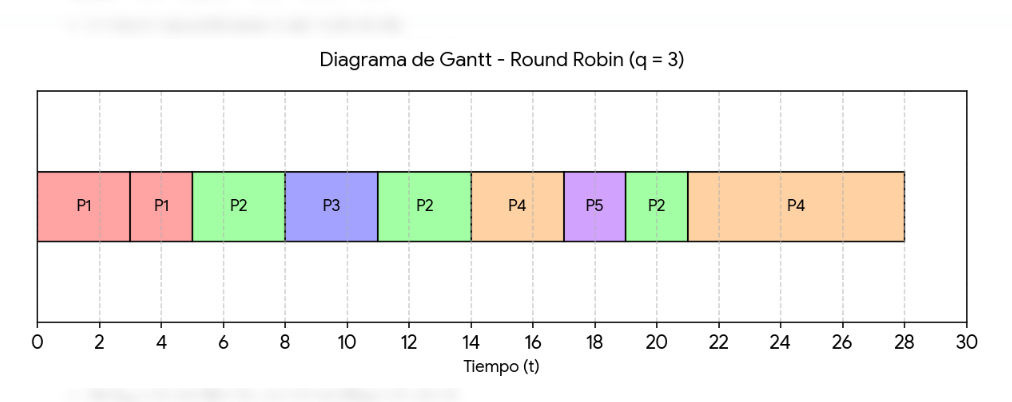 Diagrama de Gantt - Round Robin (q = 3)
P1 P1 P2 P3 P2 P4 P5 P2 P4
0 2 4 6 8 10 12 14 16 18 20 22 24 26 28 30
Tiempo (t)